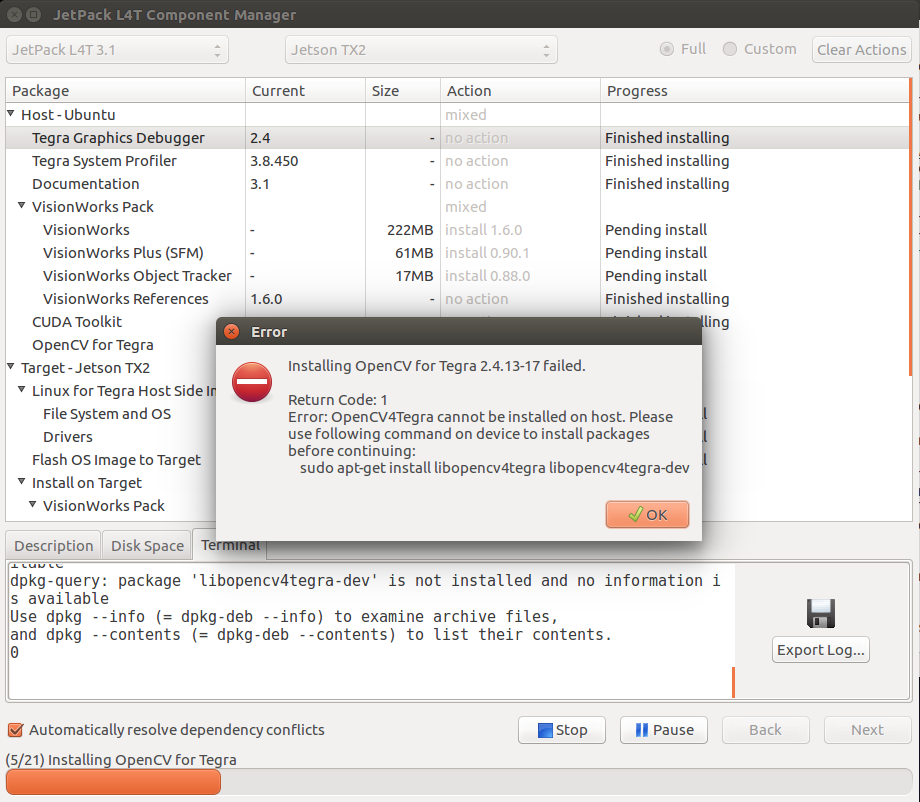 JetPack L4T Component Manager
JetPack L4T 3.1 Jetson TX2 Full Custom Clear Actions
Package Current Size Action Progress
Host - Ubuntu mixed
Tegra Graphics Debugger 2.4 - no action Finished installing
Tegra System Profiler 3.8.450 - no action Finished installing
Documentation 3.1 - no action Finished installing
VisionWorks Pack mixed
VisionWorks - 222MB install 1.6.0 Pending install
VisionWorks Plus (SFM) - 61MB install 0.90.1 Pending install
VisionWorks Object Tracker - 17MB install 0.88.0 Pending install
VisionWorks References 1.6.0 - no action Finished installing
CUDA Toolkit
OpenCV for Tegra
Target - Jetson TX2
Linux for Tegra Host Side
File System and OS
Drivers
Flash OS Image to Target
Install on Target
VisionWorks Pack
Error
Installing OpenCV for Tegra 2.4.13-17 failed.
Return Code: 1
Error: OpenCV4Tegra cannot be installed on host. Please
use following command on device to install packages
before continuing:
sudo apt-get install libopencv4tegra libopencv4tegra-dev
OK
Description Disk Space Terminal
dpkg-query: package 'libopencv4tegra-dev' is not installed and no information i
s available
Use dpkg --info (= dpkg-deb --info) to examine archive files,
and dpkg --contents (= dpkg-deb --contents) to list their contents.
0
Export Log...
Automatically resolve dependency conflicts
Stop Pause Back Next
(5/21) Installing OpenCV for Tegra